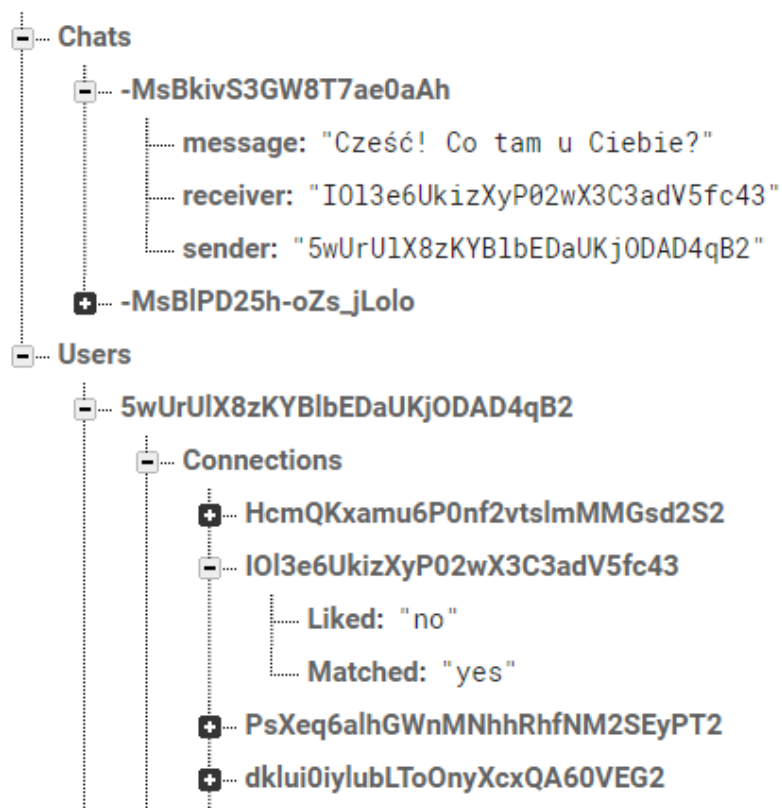 Chats
-MsBkivS3GW8T7ae0aAh
message: "Cześć! Co tam u Ciebie?"
receiver: "IOl3e6UkizXyP02wX3C3adV5fc43"
sender: "5wUrUlX8zKYBlbEDaUKjODAD4qB2"
-MsBlPD25h-oZs_jLolo
Users
5wUrUlX8zKYBlbEDaUKjODAD4qB2
Connections
HcmQKxamu6P0nf2vtslmMMGsd2S2
IOl3e6UkizXyP02wX3C3adV5fc43
Liked: "no"
Matched: "yes"
PsXeq6alhGWnMNhhRhfNM2SEyPT2
dklui0iylubLToOnyXcxQA60VEG2